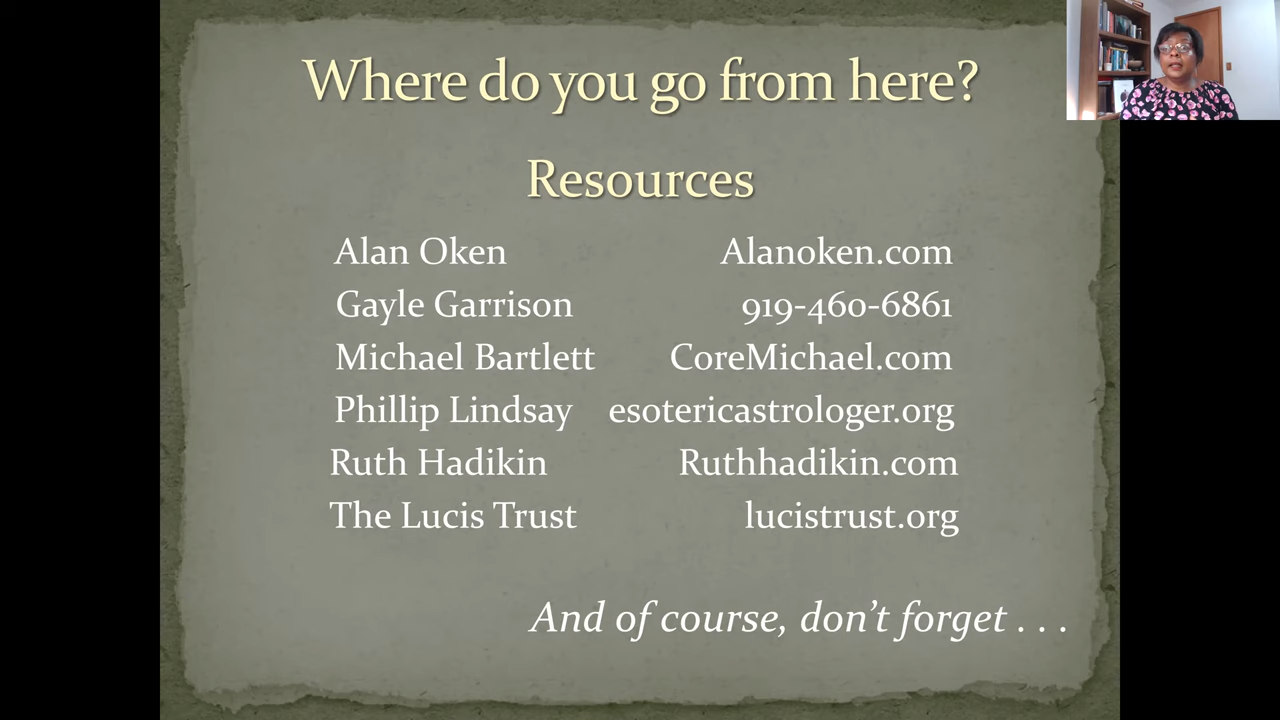 Where do you go from here?
Resources
Alan Oken Alanoken.com
Gayle Garrison 919-460-6861
Michael Bartlett CoreMichael.com
Phillip Lindsay esotericastrologer.org
Ruth Hadikin Ruthhadikin.com
The Lucis Trust lucistrust.org
And of course, don't forget . . .